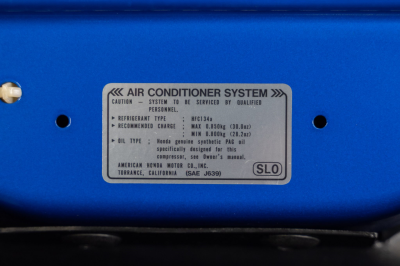 AIR CONDITIONER SYSTEM
CAUTION - SYSTEM TO BE SERVICED BY QUALIFIED
PERSONNEL.
▸ REFRIGERANT TYPE ; HFC134a
▸ RECOMMENDED CHARGE ; MAX 0.850kg (30.0oz)
MIN 0.800kg (28.2oz)
▸ OIL TYPE ; Honda genuine synthetic PAG oil
specifically designed for this
compressor, see Owner's manual.
AMERICAN HONDA MOTOR CO., INC.
TORRANCE, CALIFORNIA (SAE J639)
SLO